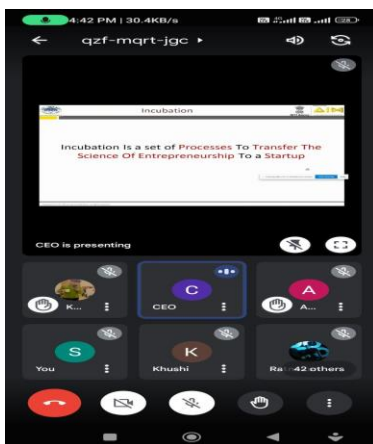 4:42 PM | 30.4KB/s
qzf-mqrt-jgc
Incubation
Incubation Is a set of Processes To Transfer The
Science Of Entrepreneurship To a Startup
CEO is presenting
K...
C
CEO
A
A...
S
You
K
Khushi
42 others